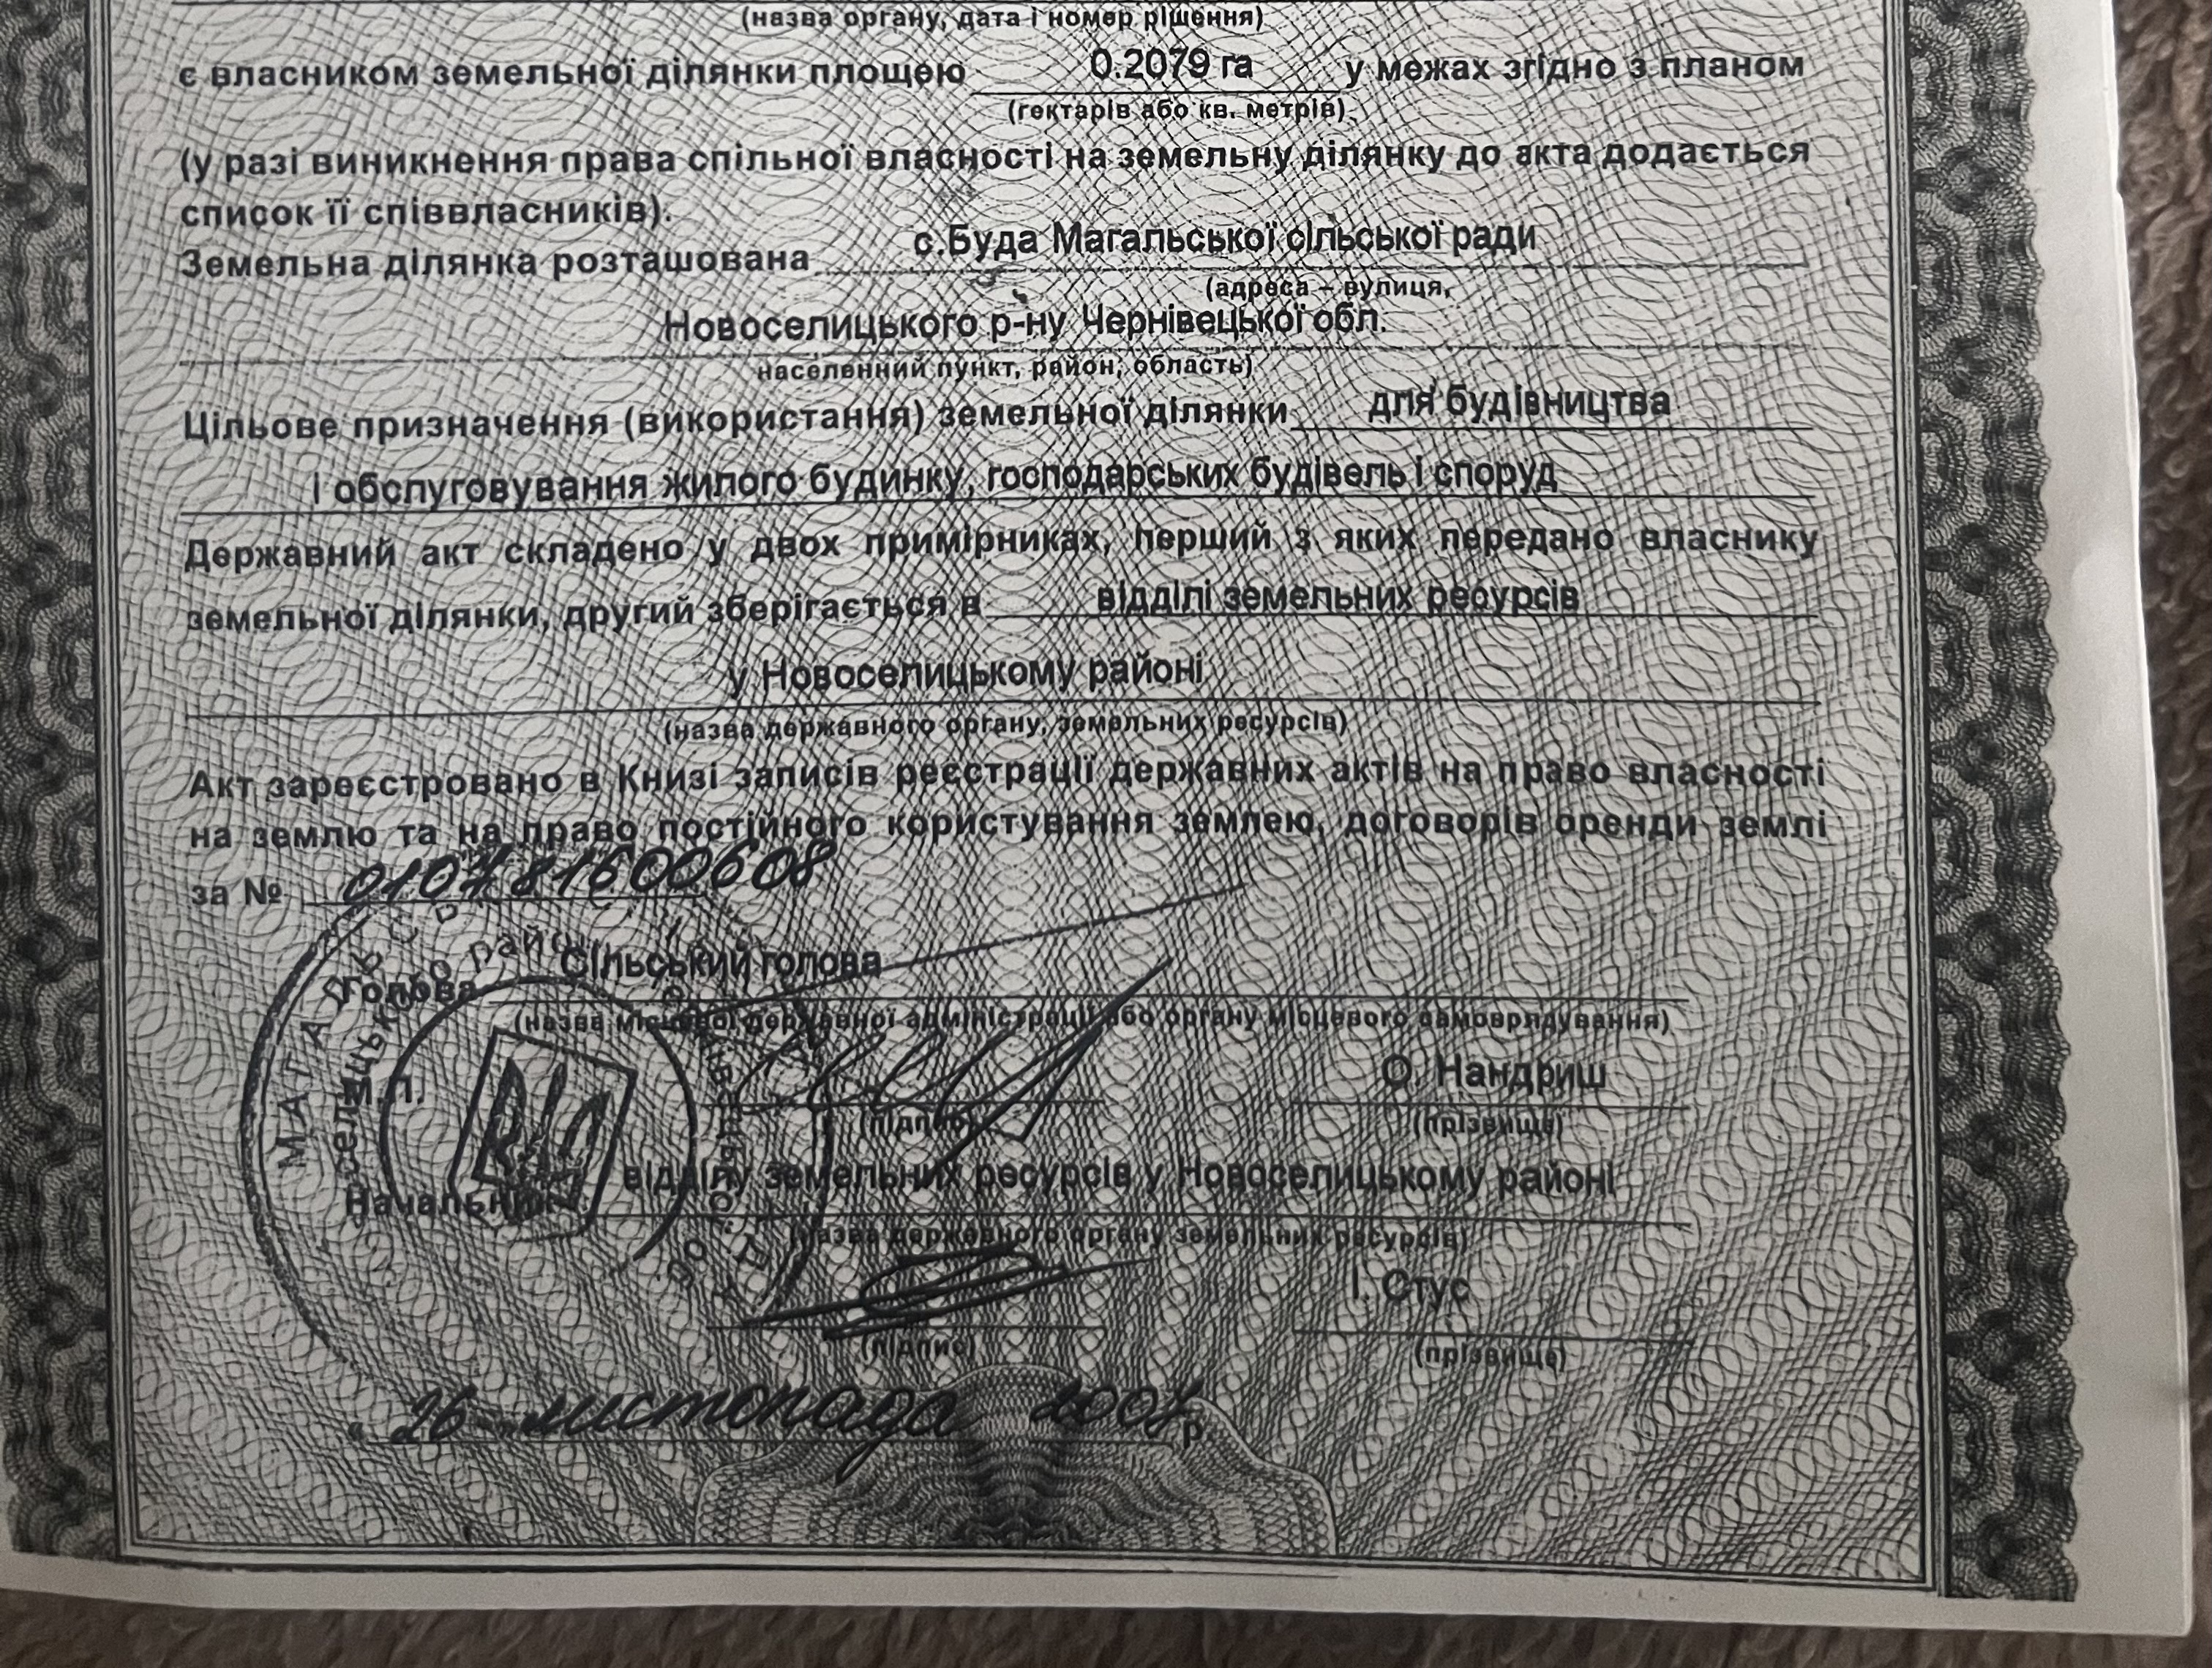 (назва органу, дата і номер рішення)
є власником земельної ділянки площею 0.2079 га у межах згідно з планом
(гектарів або кв. метрів)
(у разі виникнення права спільної власності на земельну ділянку до акта додається
список її співвласників).
Земельна ділянка розташована с.Буда Магальської сільської ради
(адреса – вулиця,
Новоселицького р-ну Чернівецької обл.
населений пункт, район, область)
Цільове призначення (використання) земельної ділянки для будівництва
і обслуговування жилого будинку, господарських будівель і споруд
Державний акт складено у двох примірниках, перший з яких передано власнику
земельної ділянки, другий зберігається в відділі земельних ресурсів
у Новоселицькому районі
(назва державного органу земельних ресурсів)
Акт зареєстровано в Книзі записів реєстрації державних актів на право власності
на землю та на право постійного користування землею, договорів оренди землі
за №
Голова Сільський голова
(назва місцевої державної адміністрації або органу місцевого самоврядування)
М.П. О. Нандриш
(підпис) (прізвище)
Начальник відділу земельних ресурсів у Новоселицькому районі
(назва державного органу земельних ресурсів)
І. Стус
(підпис) (прізвище)
26 листопада р.